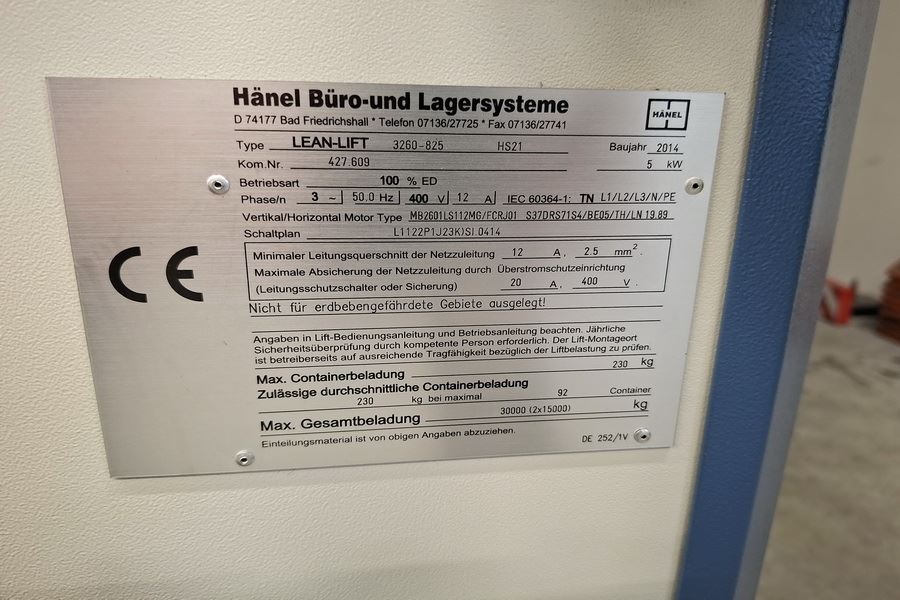 Hänel Büro-und Lagersysteme
D 74177 Bad Friedrichshall * Telefon 07136/27725 * Fax 07136/27741
HÄNEL
Type LEAN-LIFT 3260-825 HS21 Baujahr 2014
Kom.Nr. 427.609 5 kW
Betriebsart 100 % ED
Phase/n 3 ~ 50.0 Hz 400 V 12 A IEC 60364-1: TN L1/L2/L3/N/PE
Vertikal/Horizontal Motor Type MB2601LS112MG/FCRJ01 S37DRS71S4/BE05/TH/LN 19.89
Schaltplan L1122P1J23K)SI.0414
CE
Minimaler Leitungsquerschnitt der Netzzuleitung 12 A, 2.5 mm².
Maximale Absicherung der Netzzuleitung durch Überstromschutzeinrichtung
(Leitungsschutzschalter oder Sicherung) 20 A, 400 V.
Nicht für erdbebengefährdete Gebiete ausgelegt!
Angaben in Lift-Bedienungsanleitung und Betriebsanleitung beachten. Jährliche
Sicherheitsüberprüfung durch kompetente Person erforderlich. Der Lift-Montageort
ist betreiberseits auf ausreichende Tragfähigkeit bezüglich der Liftbelastung zu prüfen.
Max. Containerbeladung 230 kg
Zulässige durchschnittliche Containerbeladung
230 kg bei maximal 92 Container
Max. Gesamtbeladung 30000 (2x15000) kg
Einteilungsmaterial ist von obigen Angaben abzuziehen.
DE 252/1V